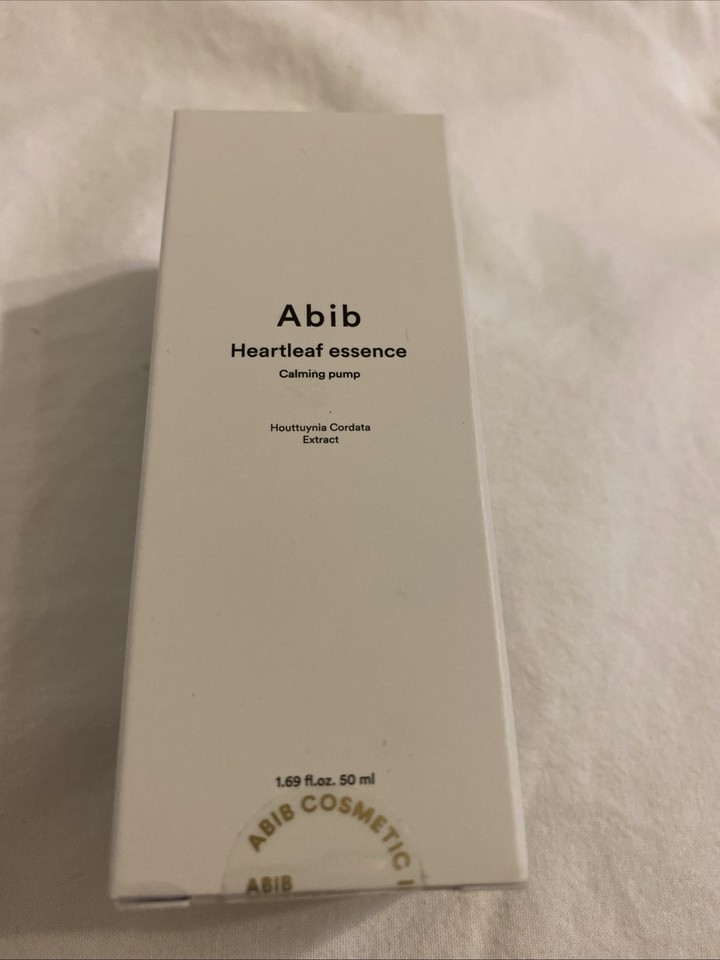 Abib
Heartleaf essence
Calming pump
Houttuynia Cordata
Extract
1.69 fl.oz. 50 ml
ABIB COSMETIC
ABIB